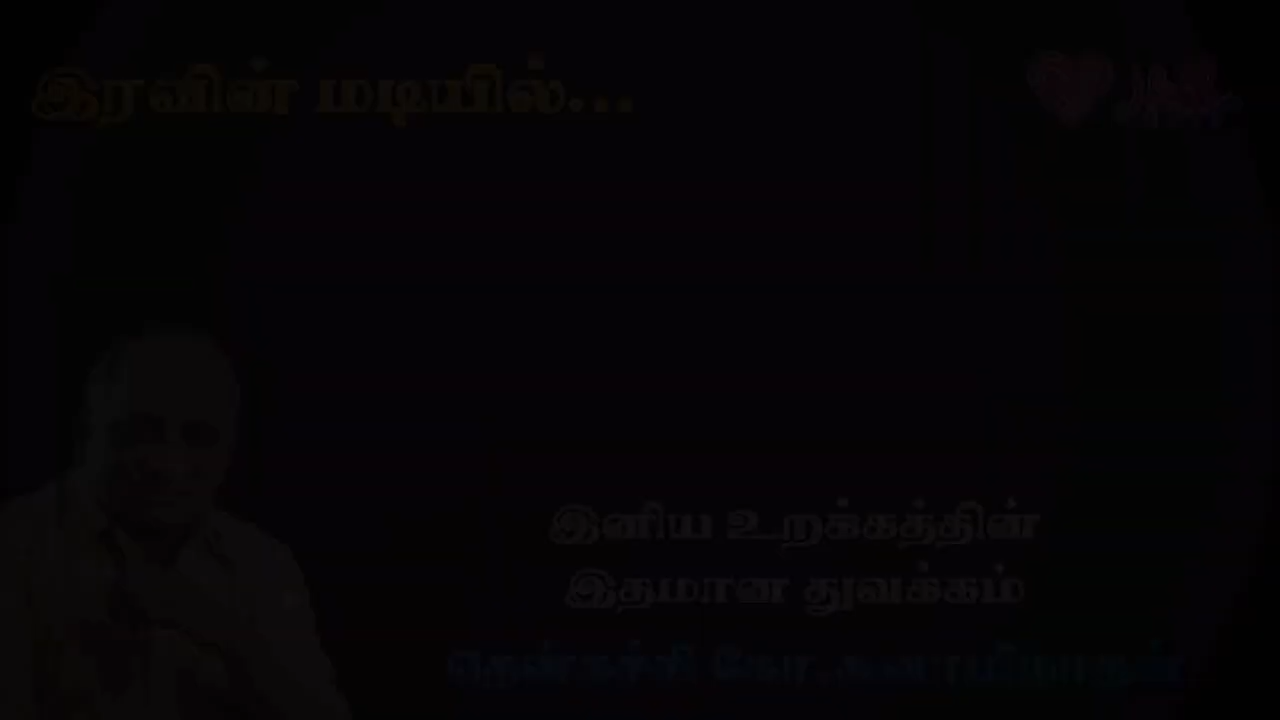 இரவின் மடியில்...
இனிய உறக்கத்தின்
இதமான துவக்கம்
தென்கச்சி கோ சுவாமிநாதன்